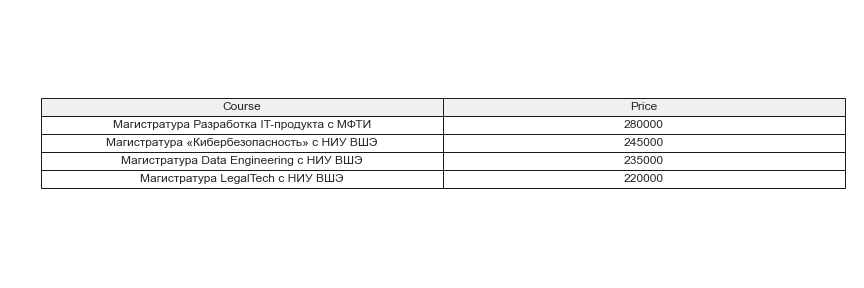 Course Price
Магистратура Разработка IT-продукта с МФТИ 280000
Магистратура «Кибербезопасность» с НИУ ВШЭ 245000
Магистратура Data Engineering с НИУ ВШЭ 235000
Магистратура LegalTech с НИУ ВШЭ 220000